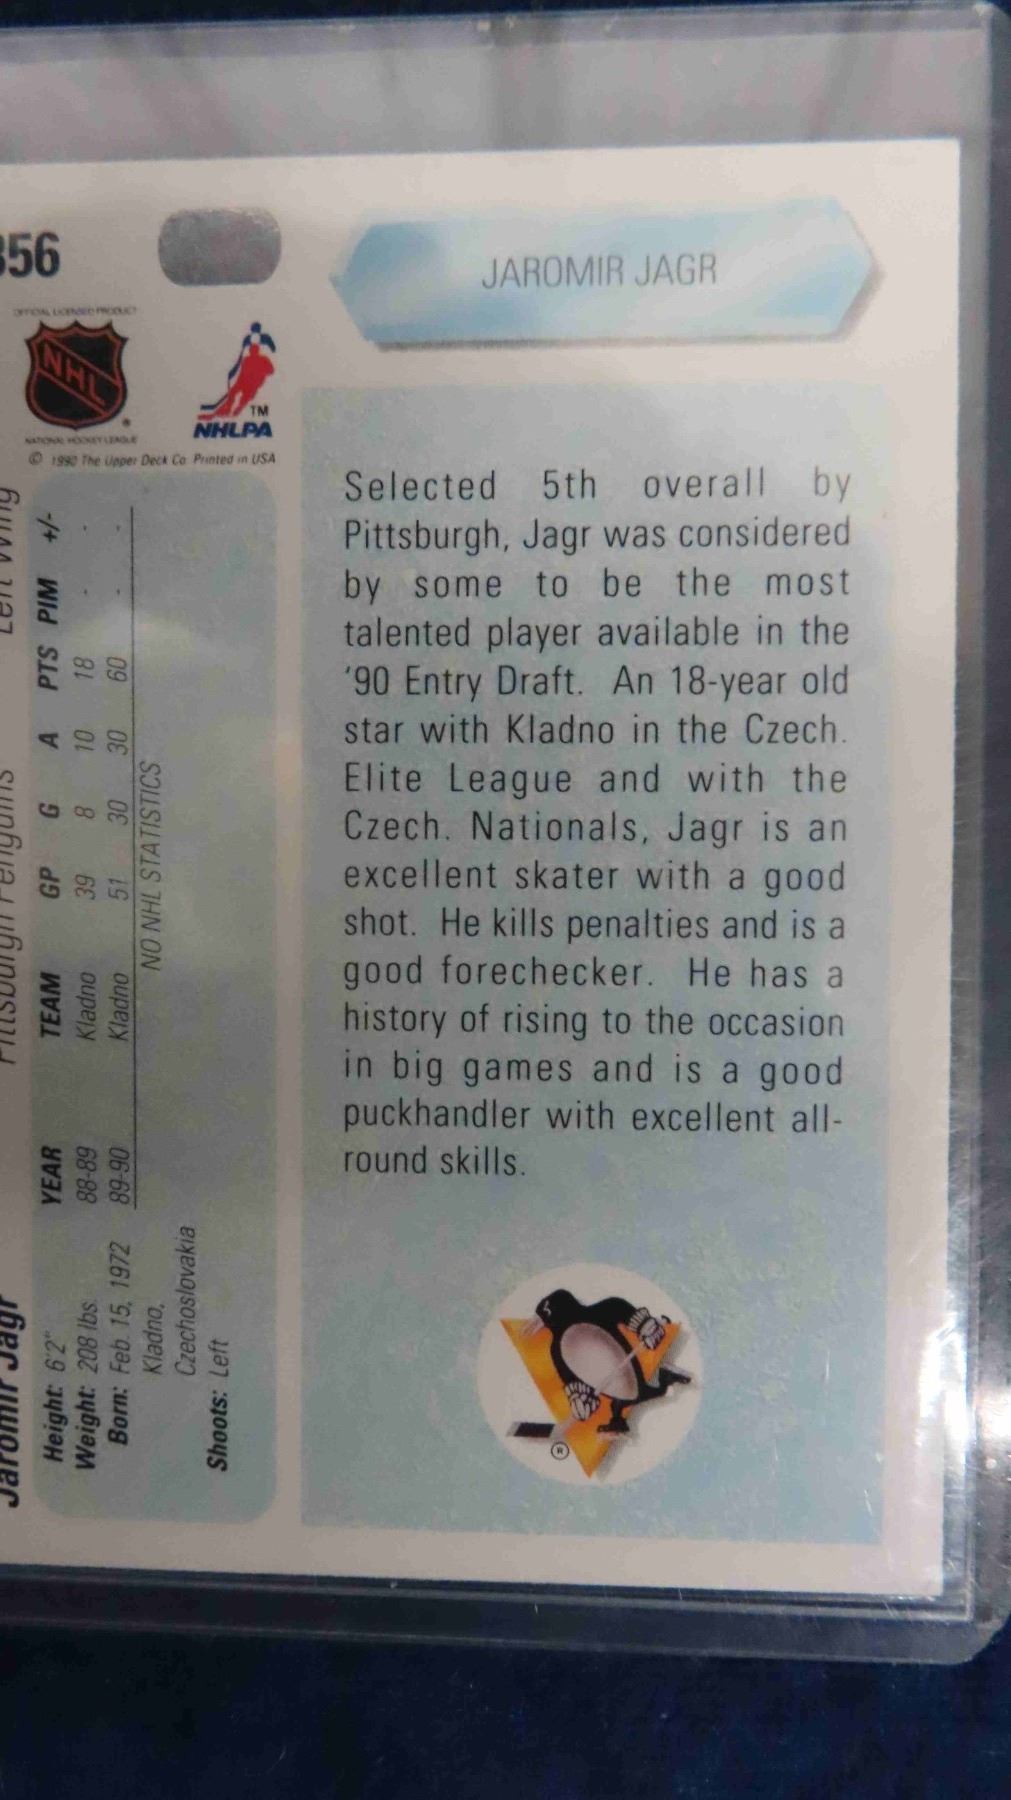 356
OFFICIAL LICENSED PRODUCT
NHL
®
NATIONAL HOCKEY LEAGUE
TM
NHLPA
© 1990 The Upper Deck Co. Printed in USA
JAROMIR JAGR
Selected 5th overall by
Pittsburgh, Jagr was considered
by some to be the most
talented player available in the
'90 Entry Draft. An 18-year old
star with Kladno in the Czech.
Elite League and with the
Czech. Nationals, Jagr is an
excellent skater with a good
shot. He kills penalties and is a
good forechecker. He has a
history of rising to the occasion
in big games and is a good
puckhandler with excellent all-
round skills.
®
Jaromir Jagr Pittsburgh Penguins Left Wing
Height: 6'2" YEAR TEAM GP G A PTS PIM +/-
Weight: 208 lbs. 88-89 Kladno 39 8 10 18 - -
Born: Feb. 15, 1972 89-90 Kladno 51 30 30 60 - -
Kladno, NO NHL STATISTICS
Czechoslovakia
Shoots: Left